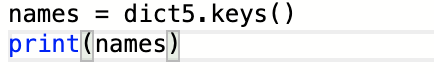 names = dict5.keys()
print(names)